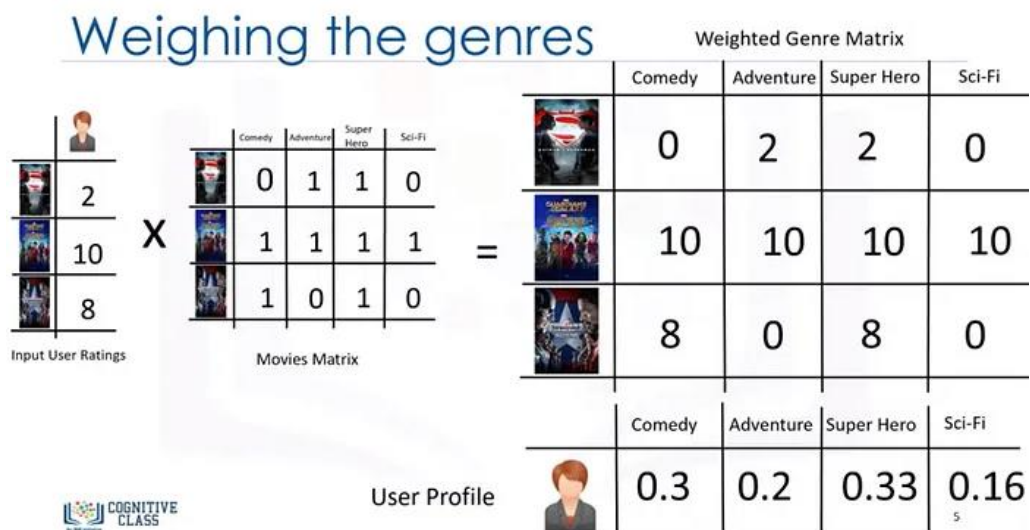 Weighing the genres
Weighted Genre Matrix
Comedy Adventure Super Hero Sci-Fi
0 2 2 0
10 10 10 10
8 0 8 0
2
10
8
Input User Ratings
X
Comedy Adventure Super Hero Sci-Fi
0 1 1 0
1 1 1 1
1 0 1 0
Movies Matrix
=
Comedy Adventure Super Hero Sci-Fi
User Profile
0.3 0.2 0.33 0.16
5
COGNITIVE
CLASS